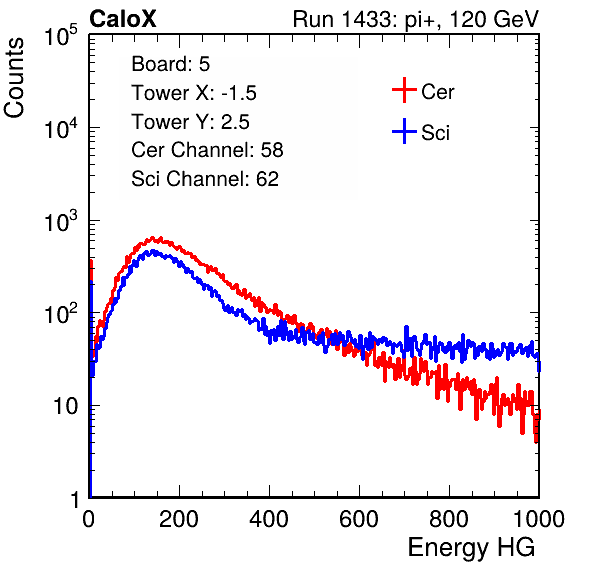 CaloX Run 1433: pi+, 120 GeV
Counts
Board: 5
Tower X: -1.5
Tower Y: 2.5
Cer Channel: 58
Sci Channel: 62
Cer
Sci
10^5
10^4
10^3
10^2
10
1
0 200 400 600 800 1000
Energy HG